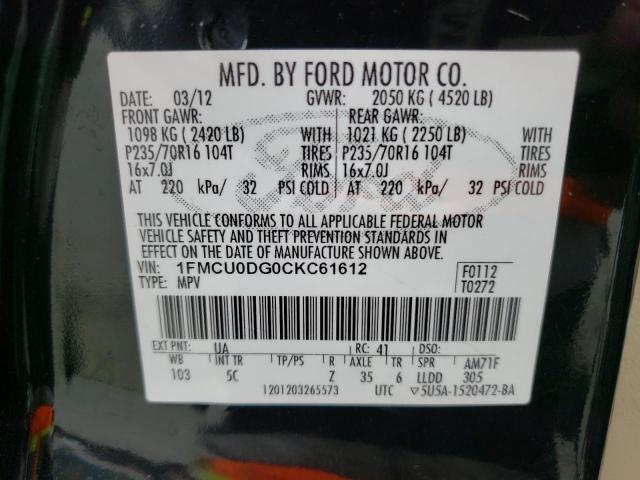 MFD. BY FORD MOTOR CO.
DATE: 03/12 GVWR: 2050 KG ( 4520 LB)
FRONT GAWR: REAR GAWR:
1098 KG ( 2420 LB) WITH 1021 KG ( 2250 LB) WITH
P235/70R16 104T TIRES P235/70R16 104T TIRES
16x7.0J RIMS 16x7.0J RIMS
AT 220 kPa/ 32 PSI COLD AT 220 kPa/ 32 PSI COLD
THIS VEHICLE CONFORMS TO ALL APPLICABLE FEDERAL MOTOR
VEHICLE SAFETY AND THEFT PREVENTION STANDARDS IN
EFFECT ON THE DATE OF MANUFACTURE SHOWN ABOVE.
VIN: 1FMCU0DG0CKC61612 F0112
TYPE: MPV T0272
EXT PNT: UA RC: 41 DSO:
WB INT TR TP/PS R AXLE TR SPR AM71F
103 5C Z 35 6 LLDD 305
1201203265573 UTC ▽5U5A-1520472-BA
Ford